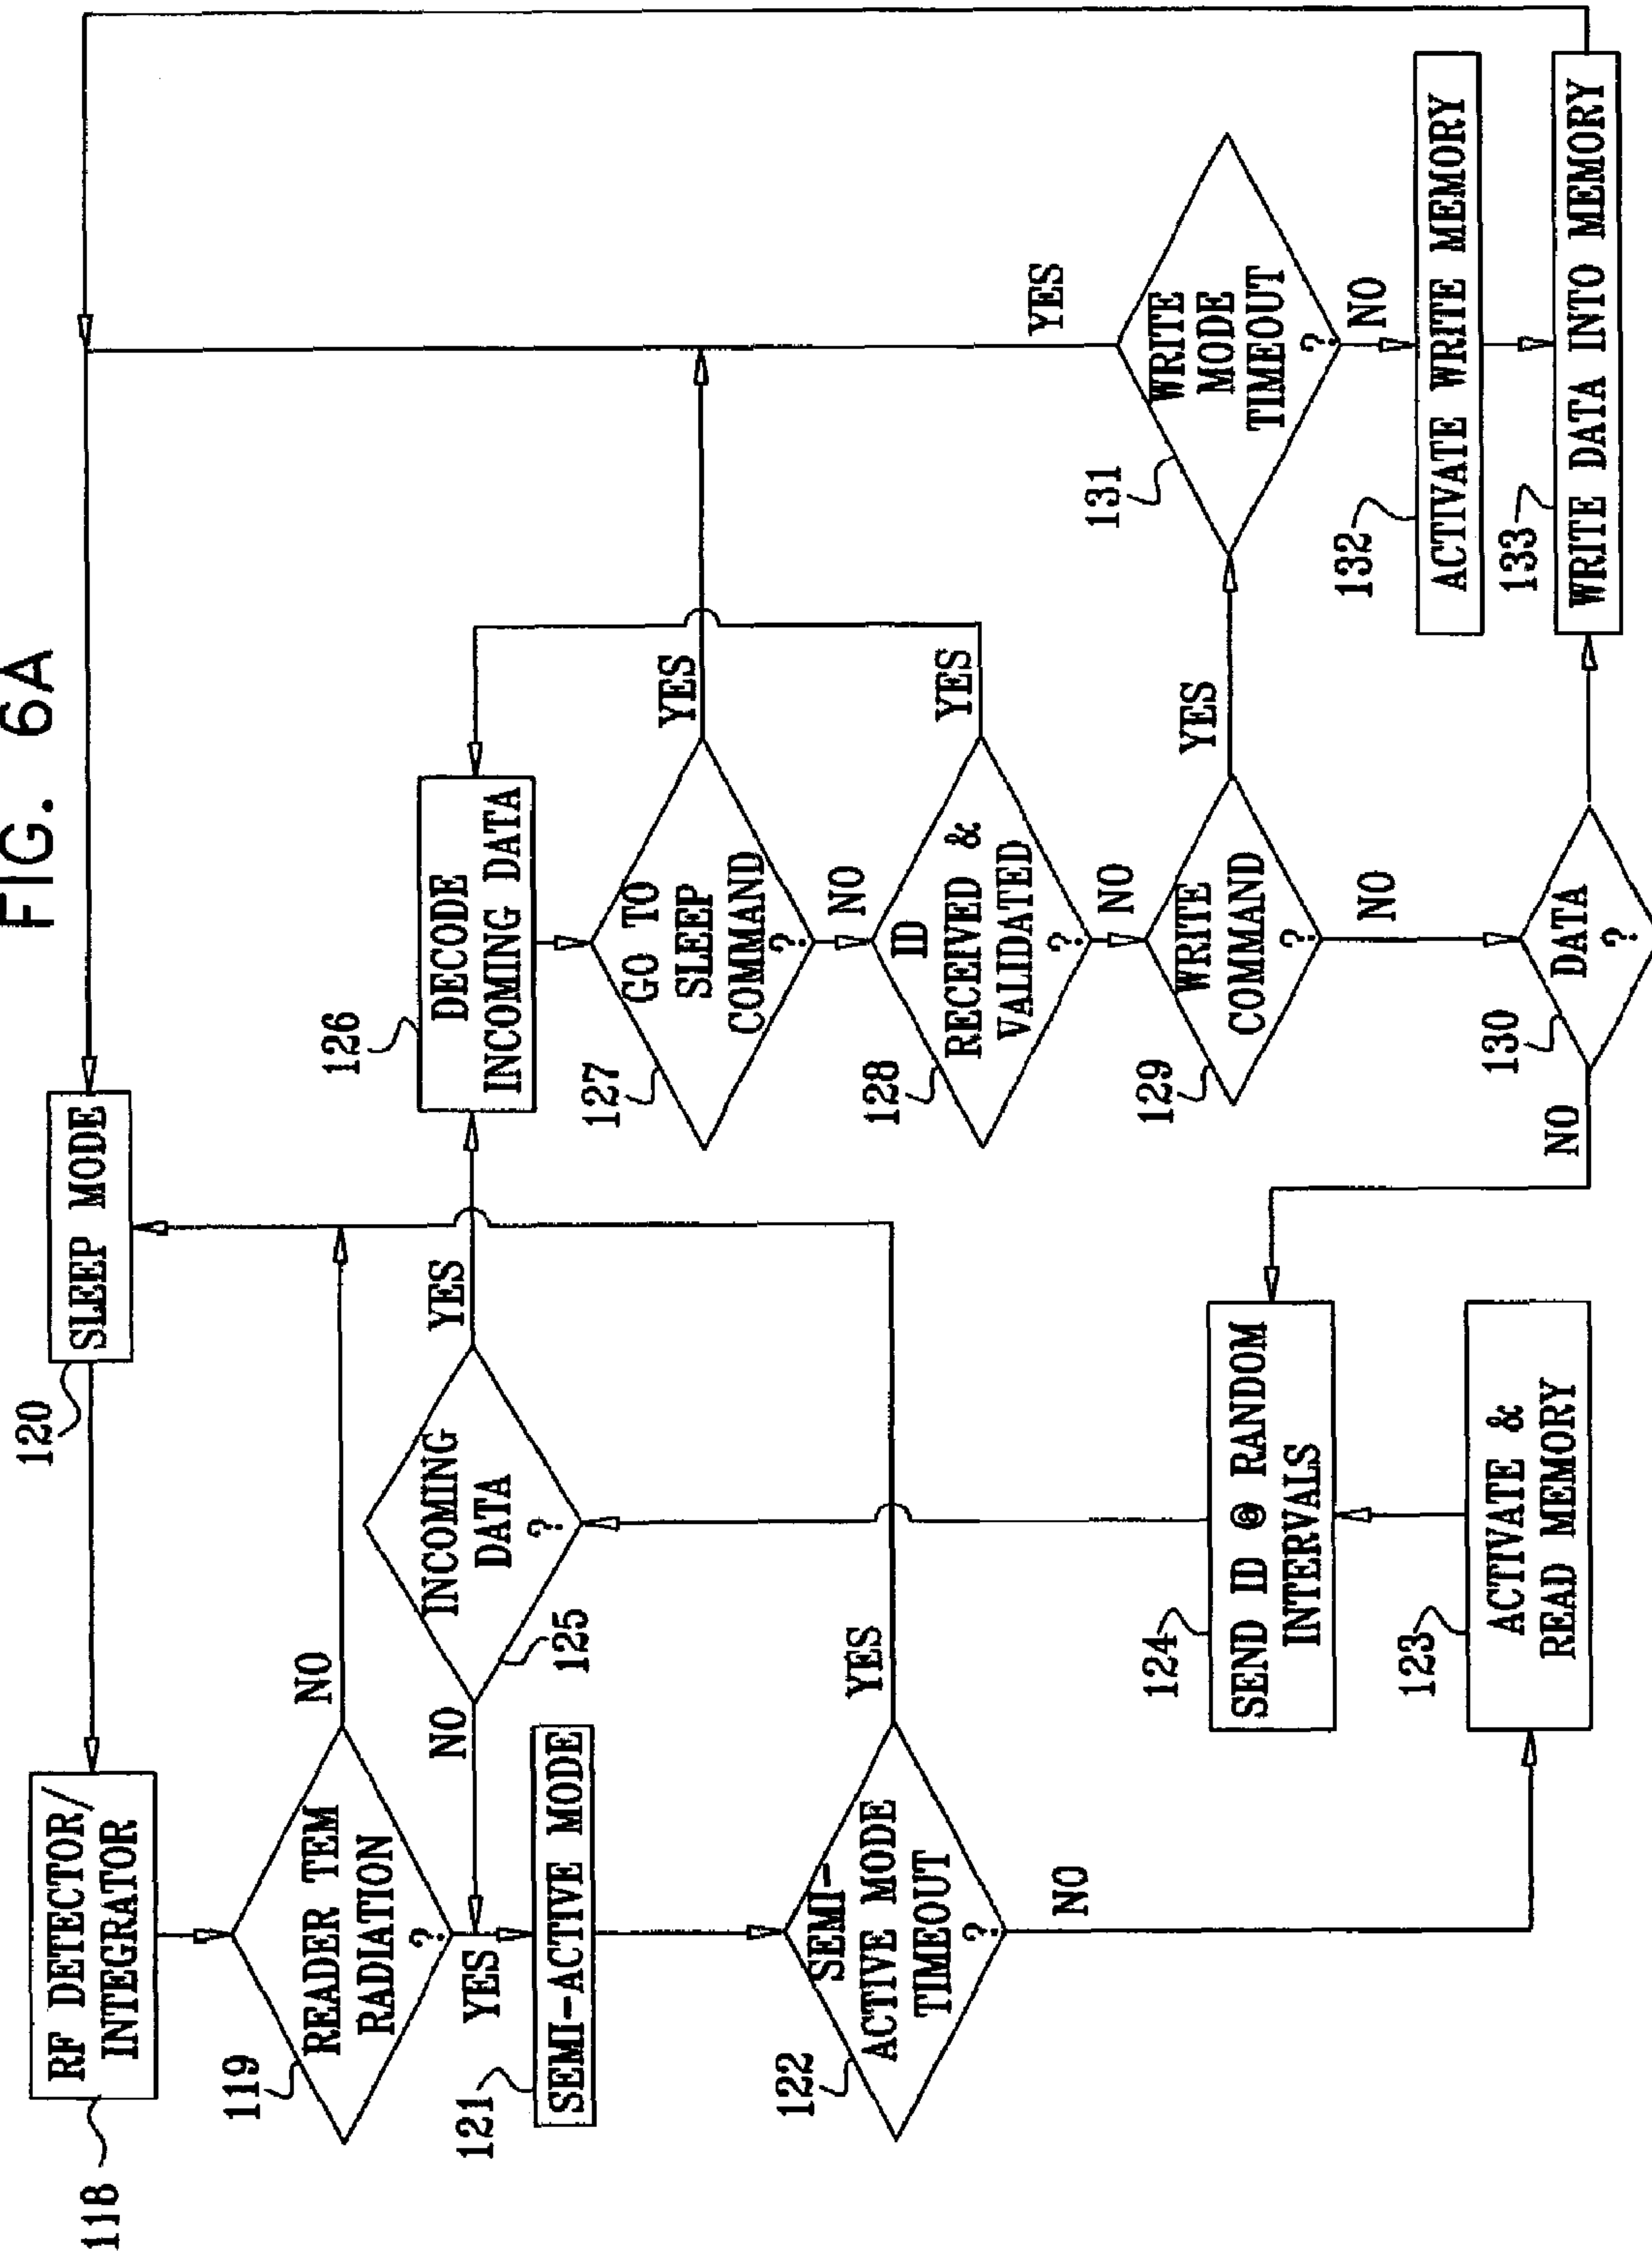 FIG. 6A
118
RF DETECTOR/
INTEGRATOR
120
SLEEP MODE
119
READER TEM
RADIATION
?
NO
YES
121
SEMI-ACTIVE MODE
125
INCOMING
DATA
?
NO
YES
122
SEMI-
ACTIVE MODE
TIMEOUT
?
YES
NO
124
SEND ID @ RANDOM
INTERVALS
123
ACTIVATE &
READ MEMORY
126
DECODE
INCOMING DATA
127
GO TO
SLEEP
COMMAND
?
YES
NO
128
ID
RECEIVED &
VALIDATED
?
YES
NO
129
WRITE
COMMAND
?
YES
NO
130
DATA
?
NO
131
WRITE
MODE
TIMEOUT
?
YES
NO
132
ACTIVATE WRITE MEMORY
133
WRITE DATA INTO MEMORY